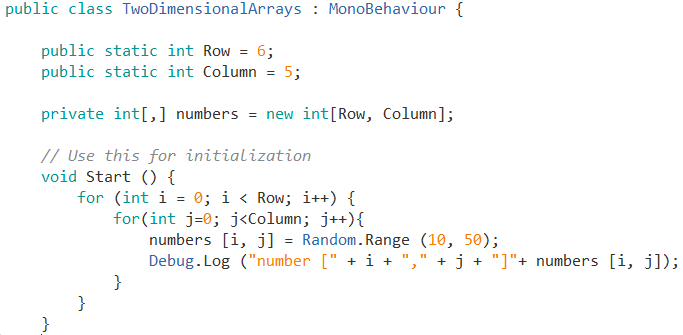 public class TwoDimensionalArrays : MonoBehaviour {
public static int Row = 6;
public static int Column = 5;
private int[,] numbers = new int[Row, Column];
// Use this for initialization
void Start () {
for (int i = 0; i < Row; i++) {
for(int j=0; j<Column; j++){
numbers [i, j] = Random.Range (10, 50);
Debug.Log ("number [" + i + "," + j + "]"+ numbers [i, j]);
}
}
}